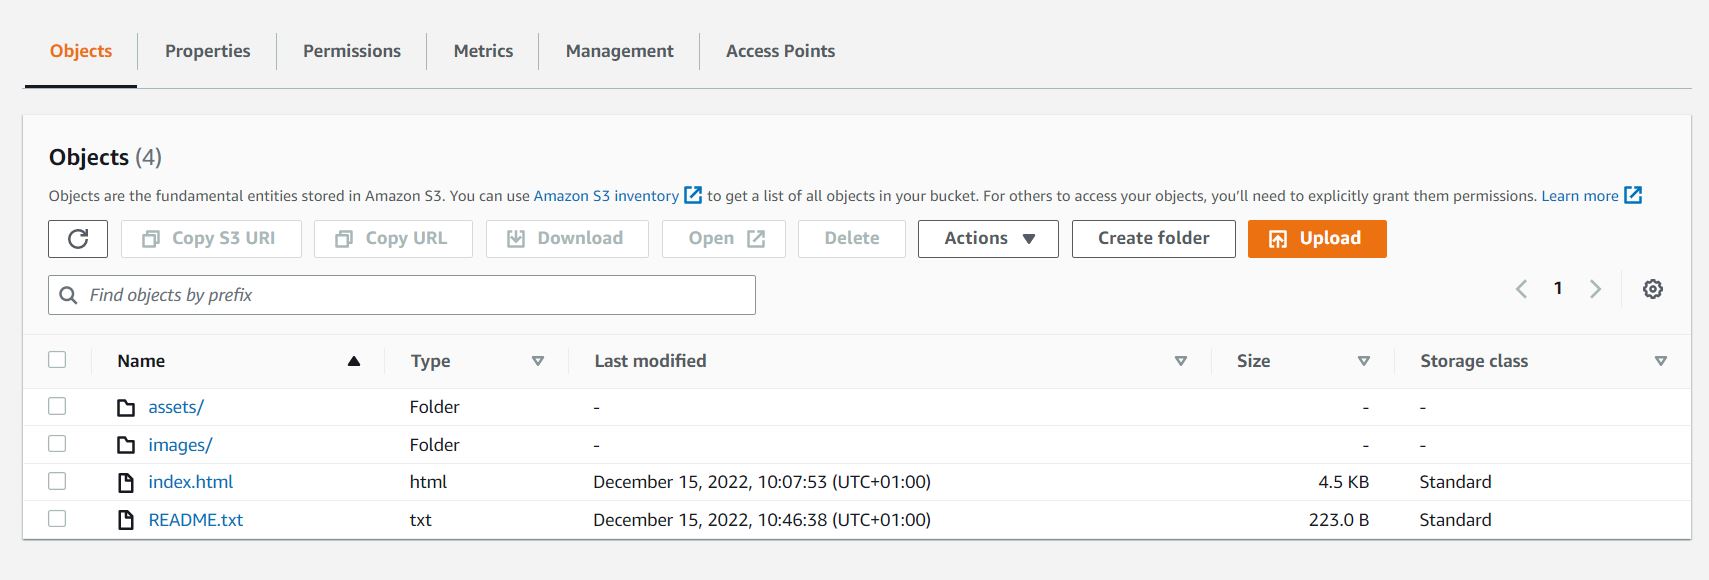 Objects Properties Permissions Metrics Management Access Points
Objects (4)
Objects are the fundamental entities stored in Amazon S3. You can use Amazon S3 inventory to get a list of all objects in your bucket. For others to access your objects, you’ll need to explicitly grant them permissions. Learn more
Copy S3 URI Copy URL Download Open Delete Actions Create folder Upload
Find objects by prefix 1
Name Type Last modified Size Storage class
assets/ Folder - - -
images/ Folder - - -
index.html html December 15, 2022, 10:07:53 (UTC+01:00) 4.5 KB Standard
README.txt txt December 15, 2022, 10:46:38 (UTC+01:00) 223.0 B Standard